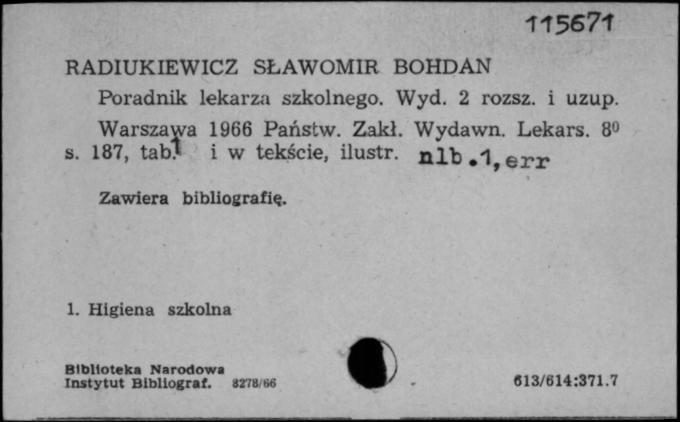 115671
RADIUKIEWICZ SŁAWOMIR BOHDAN
Poradnik lekarza szkolnego. Wyd. 2 rozsz. i uzup.
Warszawa 1966 Państw. Zakł. Wydawn. Lekars. 8⁰
s. 187, tab. 1 i w tekście, ilustr. nlb.1, err
Zawiera bibliografię.
1. Higiena szkolna
Biblioteka Narodowa
Instytut Bibliograf. 8278/66
613/614:371.7